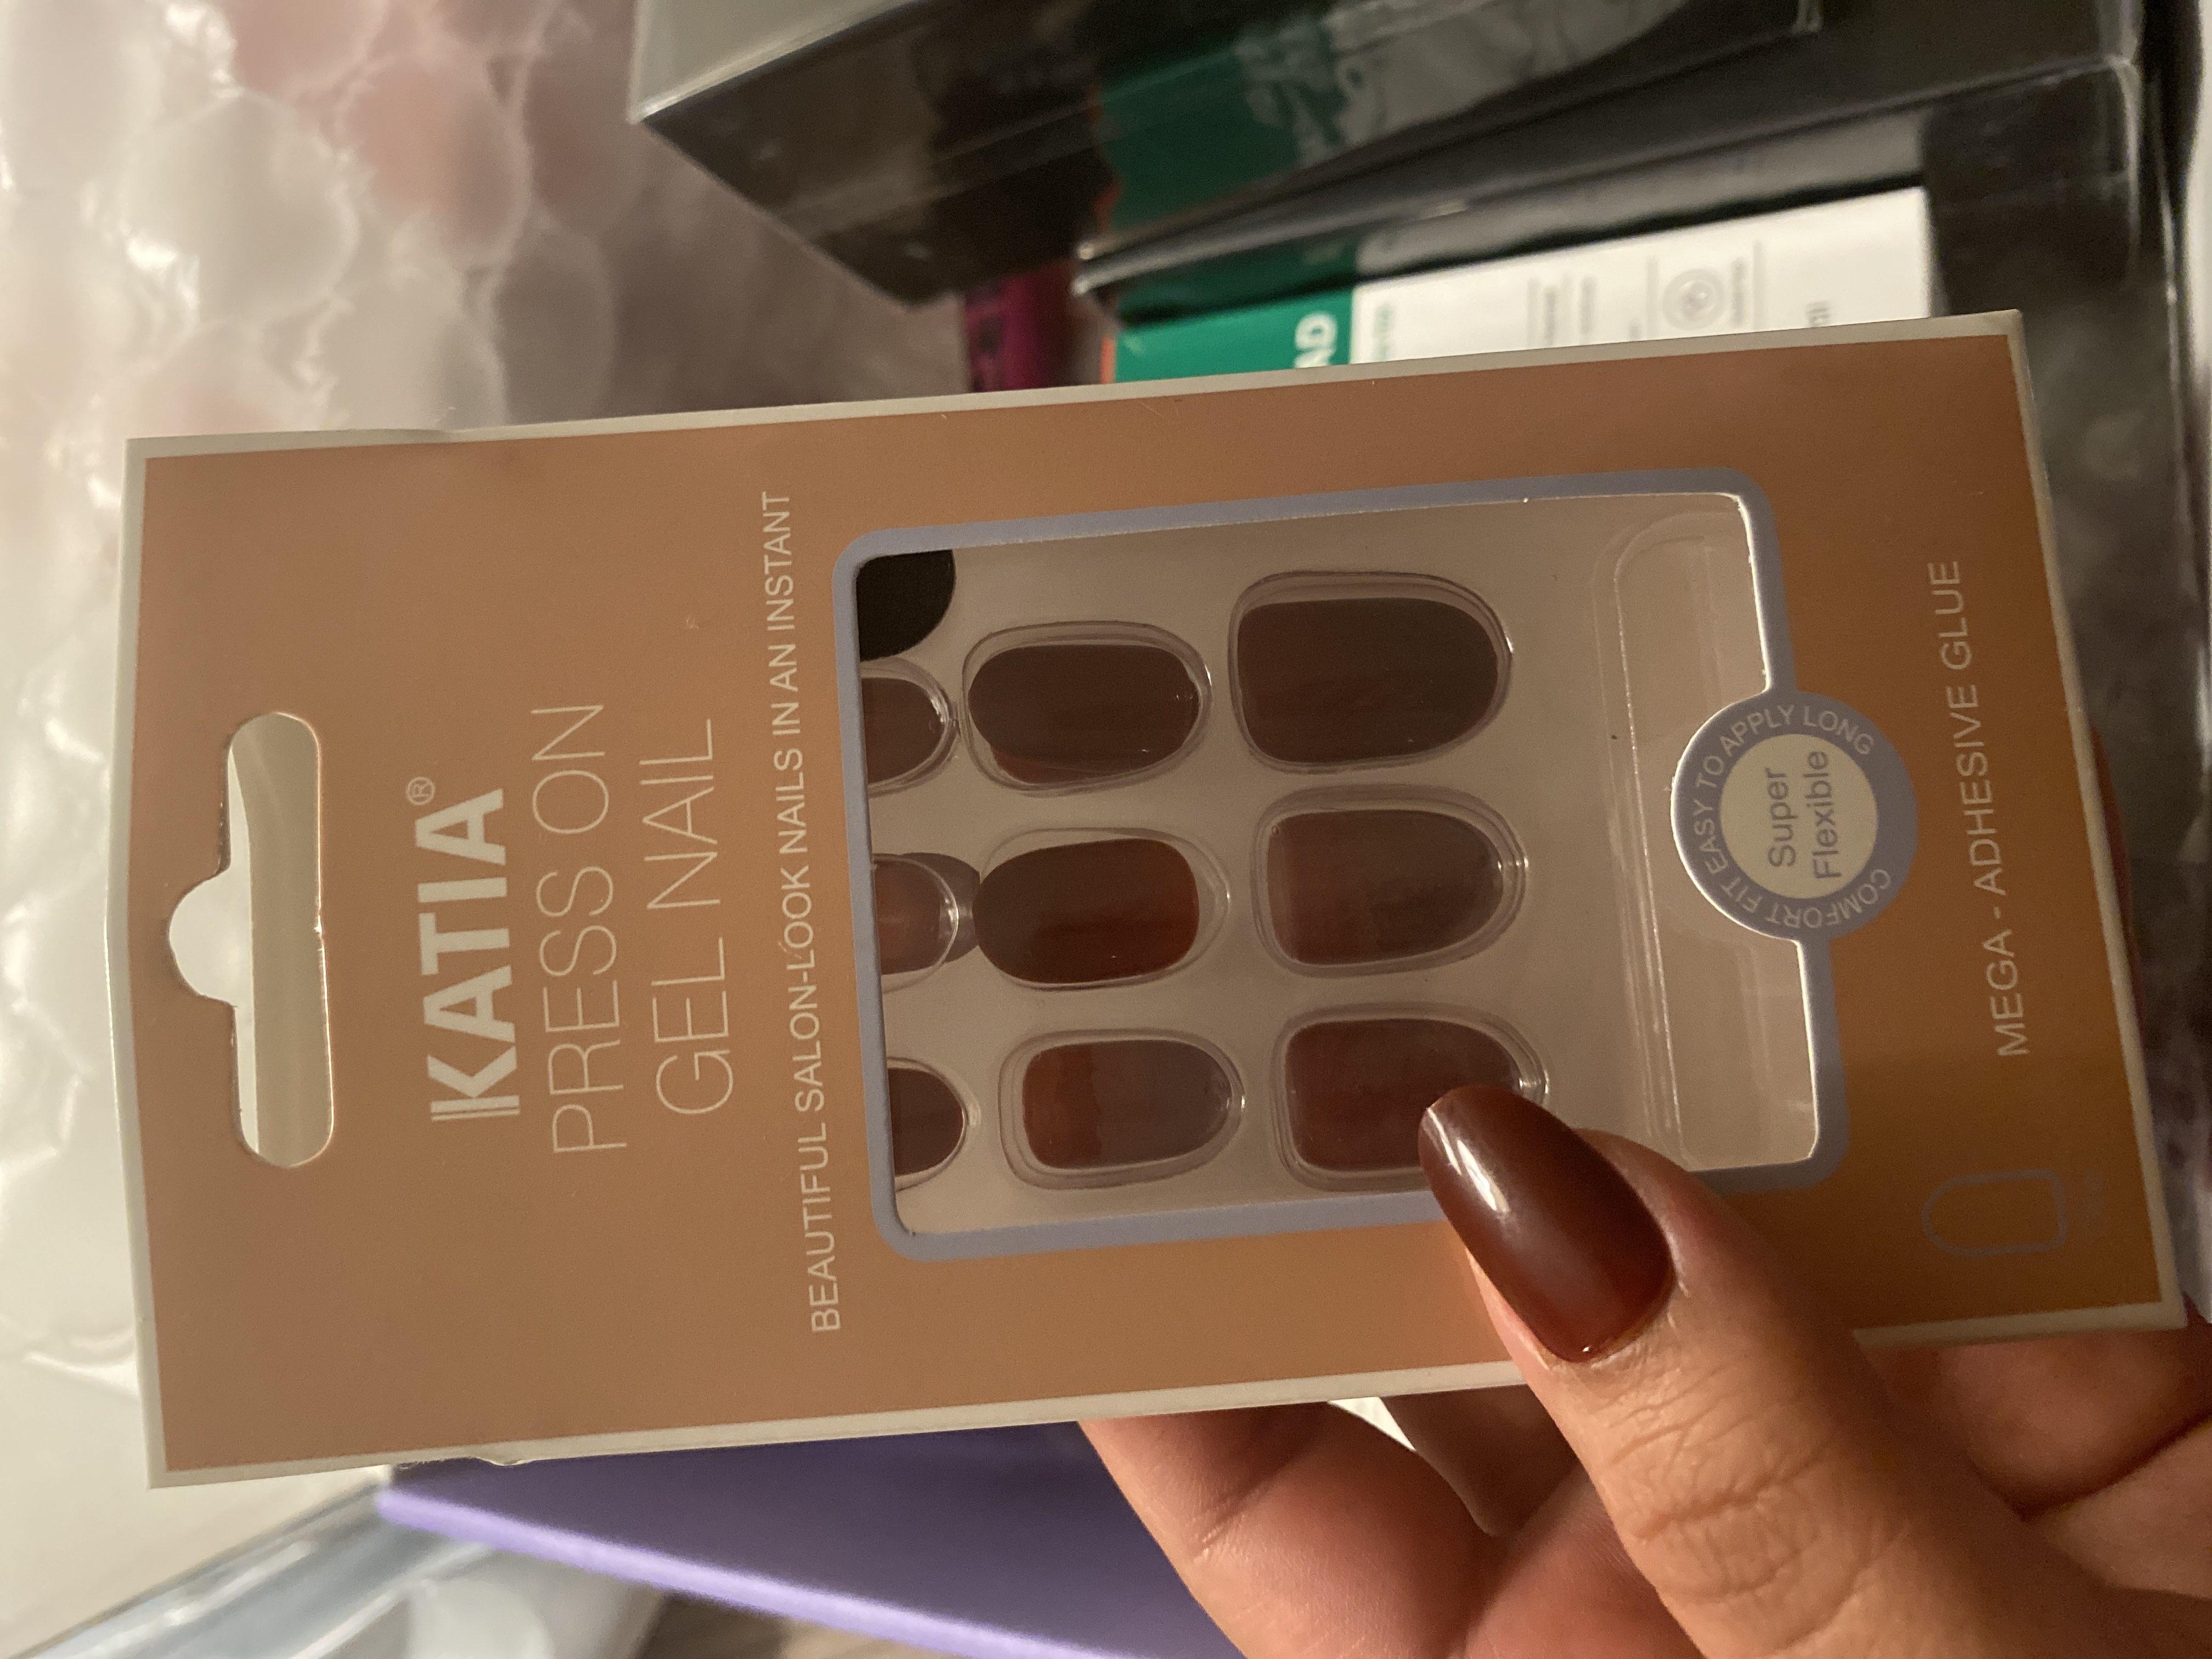 KATIA®
PRESS ON
GEL NAIL
BEAUTIFUL SALON-LOOK NAILS IN AN INSTANT
COMFORT FIT EASY TO APPLY LONG
Super
Flexible
MEGA - ADHESIVE GLUE